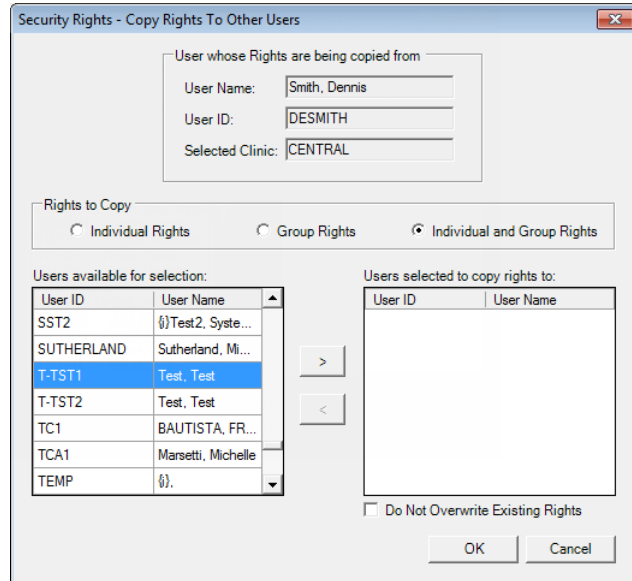 Security Rights - Copy Rights To Other Users
User whose Rights are being copied from
User Name: Smith, Dennis
User ID: DESMITH
Selected Clinic: CENTRAL
Rights to Copy
Individual Rights Group Rights Individual and Group Rights
Users available for selection: Users selected to copy rights to:
User ID User Name User ID User Name
SST2 {i}Test2, Syste...
SUTHERLAND Sutherland, Mi...
T-TST1 Test, Test
>
T-TST2 Test, Test
<
TC1 BAUTISTA, FR...
TCA1 Marsetti, Michelle
TEMP {i},
Do Not Overwrite Existing Rights
OK Cancel